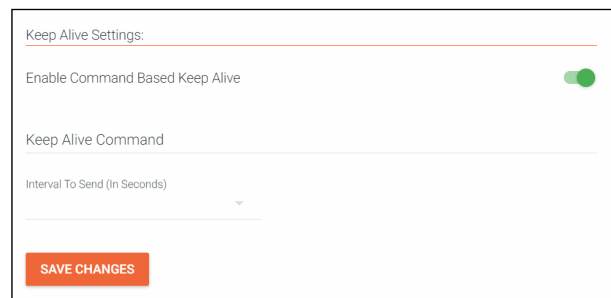 Keep Alive Settings:
Enable Command Based Keep Alive
Keep Alive Command
Interval To Send (In Seconds)
SAVE CHANGES